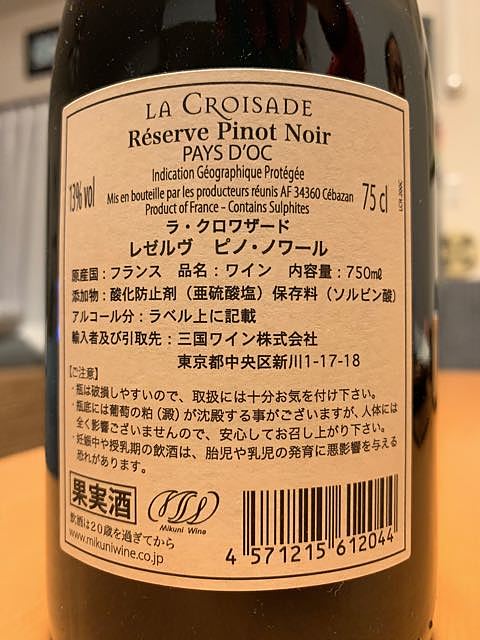 LA CROISADE
Réserve Pinot Noir
PAYS D'OC
Indication Géographique Protégée
13% vol
Mis en bouteille par les producteurs réunis AF 34360 Cébazan
75 cl
Product of France - Contains Sulphites
LCR 200C
ラ・クロワザード
レゼルヴ ピノ・ノワール
原産国：フランス 品名：ワイン 内容量：750mℓ
添加物：酸化防止剤（亜硫酸塩）保存料（ソルビン酸）
アルコール分：ラベル上に記載
輸入者及び引取先：三国ワイン株式会社
東京都中央区新川1-17-18
【ご注意】
・瓶は破損しやすいので、取扱には十分お気を付け下さい。
・瓶底には葡萄の粕（澱）が沈殿する事がございますが、人体には
全く影響ございませんので、安心してお召し上がり下さい。
・妊娠中や授乳期の飲酒は、胎児や乳児の発育に悪影響を与える
恐れがあります。
果実酒
Mikuni Wine
飲酒は20歳を過ぎてから
www.mikuniwine.co.jp
4 571215 612044